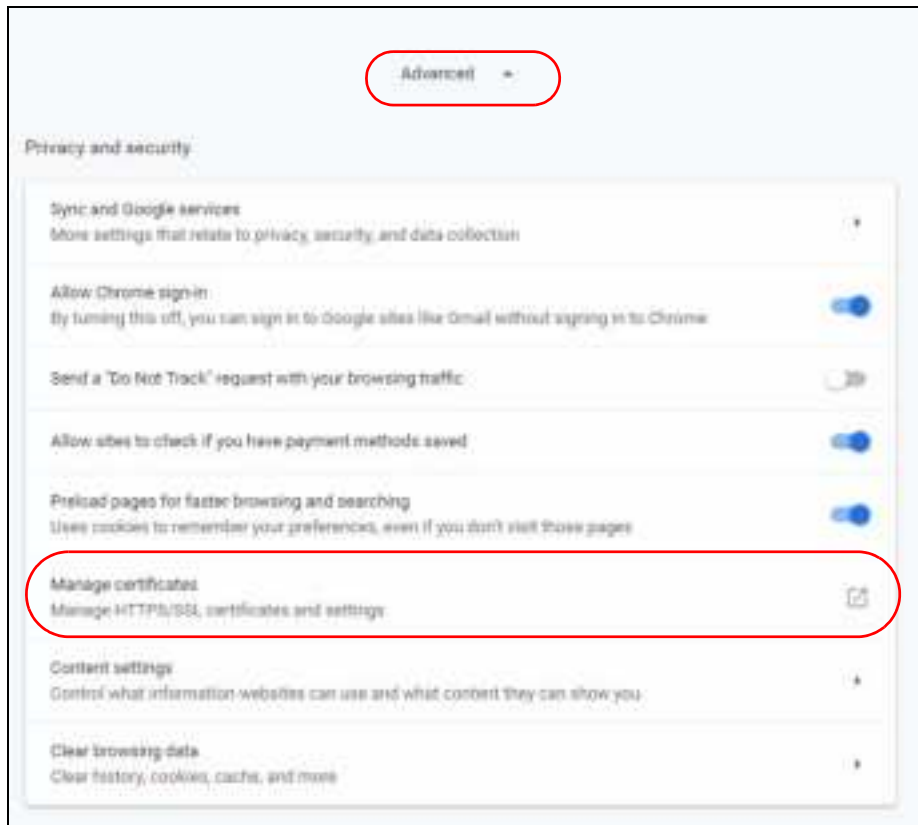 Advanced
Privacy and security
Sync and Google services
More settings that relate to privacy, security, and data collection
Allow Chrome sign-in
By turning this off, you can sign in to Google sites like Gmail without signing in to Chrome
Send a "Do Not Track" request with your browsing traffic
Allow sites to check if you have payment methods saved
Preload pages for faster browsing and searching
Uses cookies to remember your preferences, even if you don't visit those pages
Manage certificates
Manage HTTPS/SSL certificates and settings
Content settings
Control what information websites can use and what content they can show you
Clear browsing data
Clear history, cookies, cache, and more